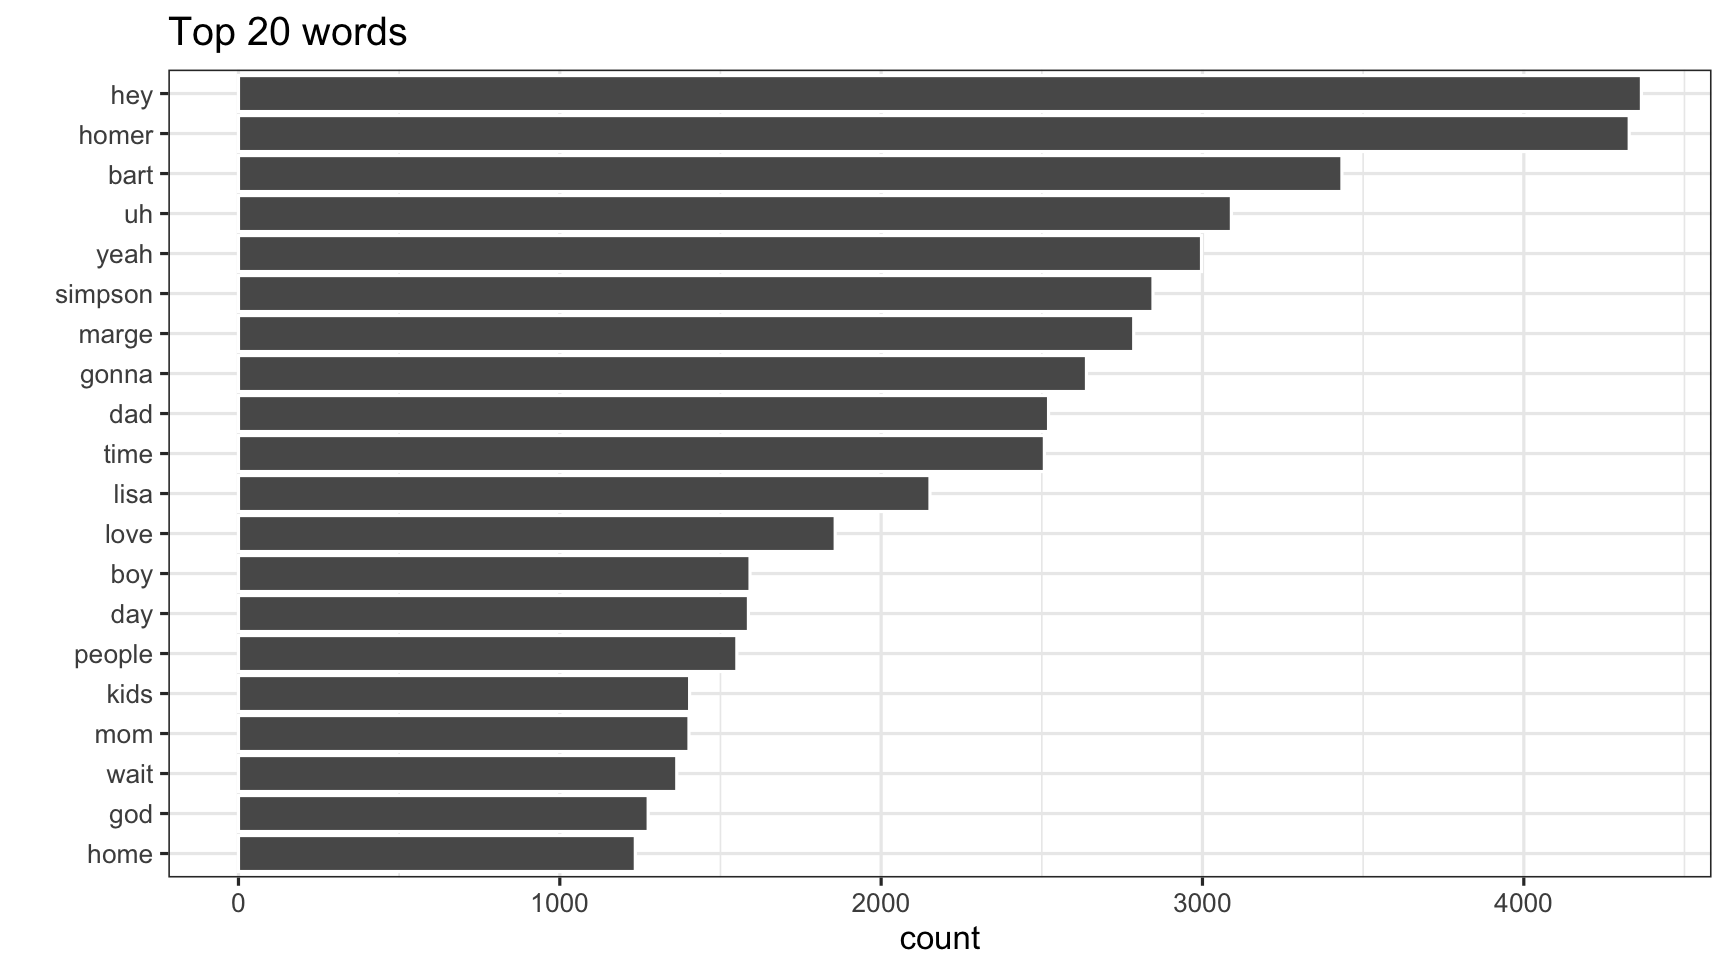 Top 20 words
hey
homer
bart
uh
yeah
simpson
marge
gonna
dad
time
lisa
love
boy
day
people
kids
mom
wait
god
home
0 1000 2000 3000 4000
count